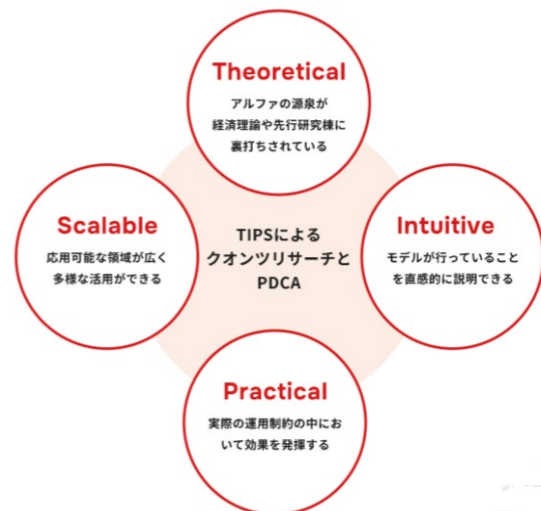 Theoretical
アルファの源泉が
経済理論や先行研究棟に
裏打ちされている
Scalable
応用可能な領域が広く
多様な活用ができる
TIPSによる
クオンツリサーチと
PDCA
Intuitive
モデルが行っていること
を直感的に説明できる
Practical
実際の運用制約の中にお
いて効果を発揮する